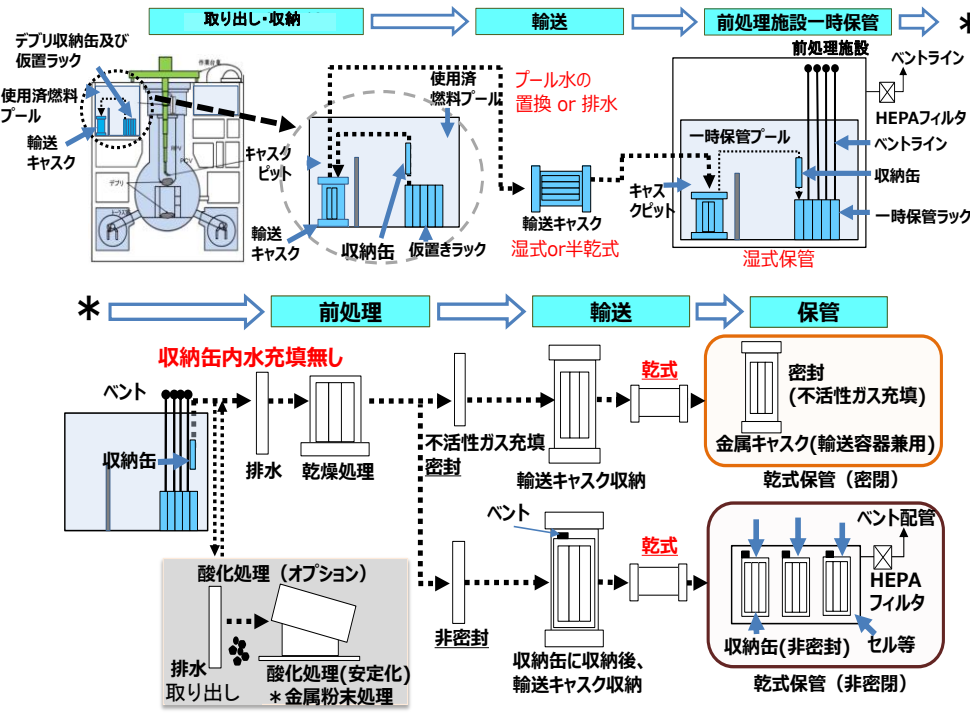 取り出し・収納
輸送
前処理施設一時保管
*
デブリ収納缶及び
仮置ラック
使用済燃料
プール
輸送
キャスク
作業台車
RPV
PCV
デブリ
トーラス室
キャスク
ピット
使用済
燃料プール
輸送
キャスク
収納缶
仮置きラック
プール水の
置換 or 排水
輸送キャスク
湿式or半乾式
前処理施設
一時保管プール
キャス
クピット
湿式保管
ベントライン
HEPAフィルタ
ベントライン
収納缶
一時保管ラック
*
前処理
輸送
保管
収納缶内水充填無し
ベント
収納缶
排水
乾燥処理
不活性ガス充填
密封
輸送キャスク収納
乾式
密封
(不活性ガス充填)
金属キャスク(輸送容器兼用)
乾式保管（密閉）
酸化処理（オプション）
排水
取り出し
酸化処理(安定化)
＊金属粉末処理
非密封
ベント
収納缶に収納後、
輸送キャスク収納
乾式
ベント配管
HEPA
フィルタ
収納缶(非密封)
セル等
乾式保管（非密閉）